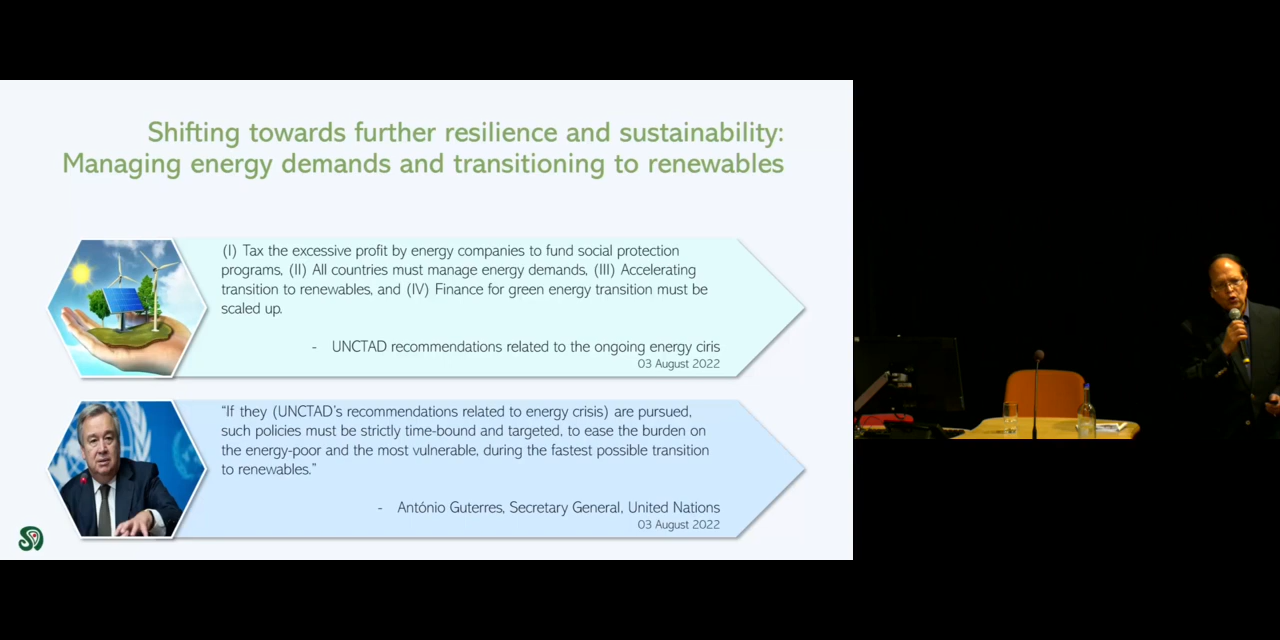 Shifting towards further resilience and sustainability:
Managing energy demands and transitioning to renewables
(I) Tax the excessive profit by energy companies to fund social protection
programs, (II) All countries must manage energy demands, (III) Accelerating
transition to renewables, and (IV) Finance for green energy transition must be
scaled up.
- UNCTAD recommendations related to the ongoing energy ciris
03 August 2022
“If they (UNCTAD’s recommendations related to energy crisis) are pursued,
such policies must be strictly time-bound and targeted, to ease the burden on
the energy-poor and the most vulnerable, during the fastest possible transition
to renewables.”
- António Guterres, Secretary General, United Nations
03 August 2022